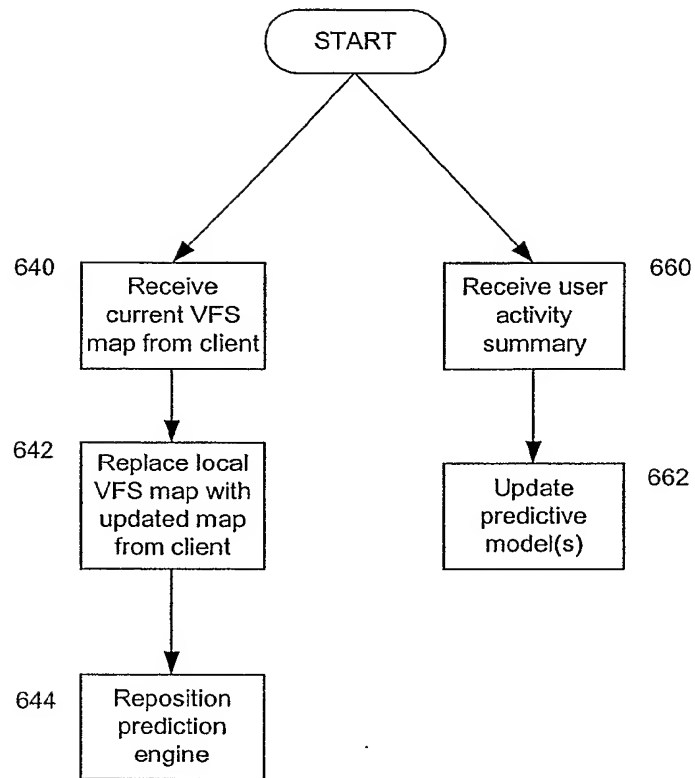 START
640
Receive
current VFS
map from client
660
Receive user
activity
summary
642
Replace local
VFS map with
updated map
from client
662
Update
predictive
model(s)
644
Reposition
prediction
engine